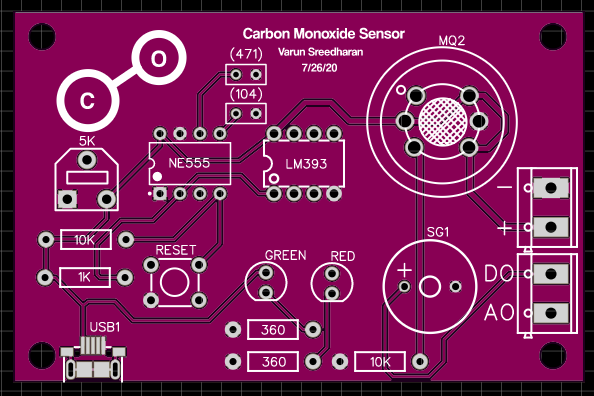 Carbon Monoxide Sensor
Varun Sreedharan
7/26/20
MQ2
(471)
(104)
O
C
5K
NE555
LM393
-
+
10K
RESET
SG1
+
DO
1K
GREEN
RED
AO
USB1
360
360
10K